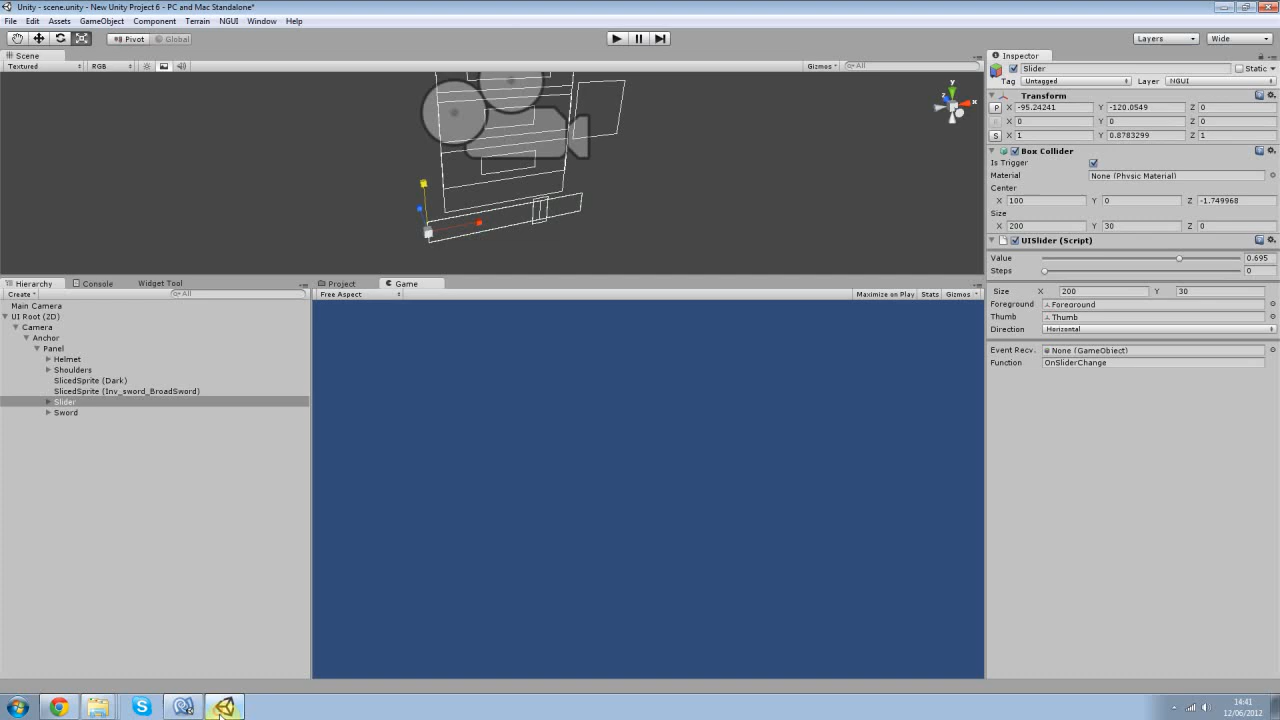 Unity - scene.unity - New Unity Project 6 - PC and Mac Standalone*
File Edit Assets GameObject Component Terrain NGUI Window Help
Pivot Global Layers Wide
Scene
Textured RGB Gizmos All
y
x
z
Inspector
Slider Static
Tag Untagged Layer NGUI
Transform
P X -95.24241 Y -120.0549 Z 0
R X 0 Y 0 Z 0
S X 1 Y 0.8783299 Z 1
Box Collider
Is Trigger
Material None (Physic Material)
Center
X 100 Y 0 Z -1.749968
Size
X 200 Y 30 Z 0
UISlider (Script)
Value 0.695
Steps 0
Size X 200 Y 30
Foreground Foreground
Thumb Thumb
Direction Horizontal
Event Recv. None (GameObject)
Function OnSliderChange
Hierarchy Console Widget Tool
Create All
Main Camera
UI Root (2D)
Camera
Anchor
Panel
Helmet
Shoulders
SlicedSprite (Dark)
SlicedSprite (Inv_sword_BroadSword)
Slider
Sword
Project Game
Free Aspect Maximize on Play Stats Gizmos
14:41
12/06/2012